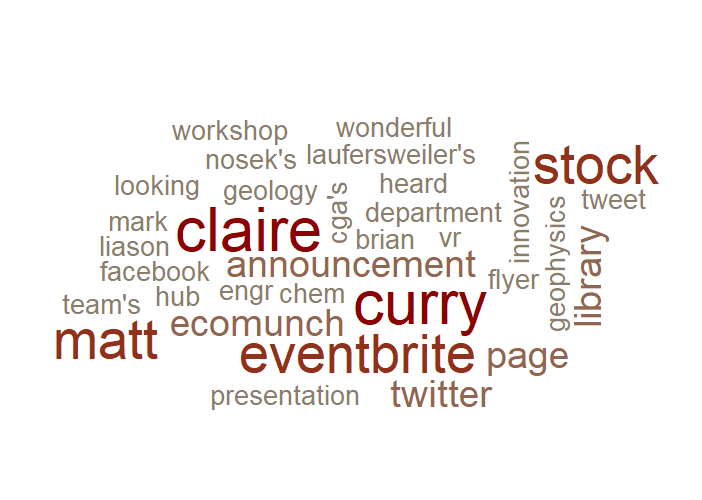 workshop
wonderful
nosek's
laufersweiler's
stock
looking
geology
heard
innovation
tweet
mark
claire
cga's
department
liason
brian
vr
geophysics
library
facebook
announcement
flyer
team's
hub
engr
chem
curry
matt
ecomunch
eventbrite
page
presentation
twitter